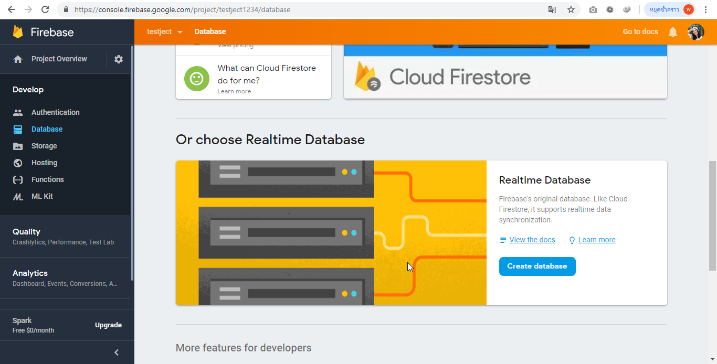 https://console.firebase.google.com/project/testject1234/database
Firebase
testject
Database
Go to docs
Project Overview
Develop
Authentication
Database
Storage
Hosting
Functions
ML Kit
Quality
Crashlytics, Performance, Test Lab
Analytics
Dashboard, Events, Conversions, A...
Spark
Free $0/month
Upgrade
View pricing
What can Cloud Firestore
do for me?
Learn more
Cloud Firestore
Or choose Realtime Database
Realtime Database
Firebase's original database. Like Cloud
Firestore, it supports realtime data
synchronization.
View the docs
Learn more
Create database
More features for developers